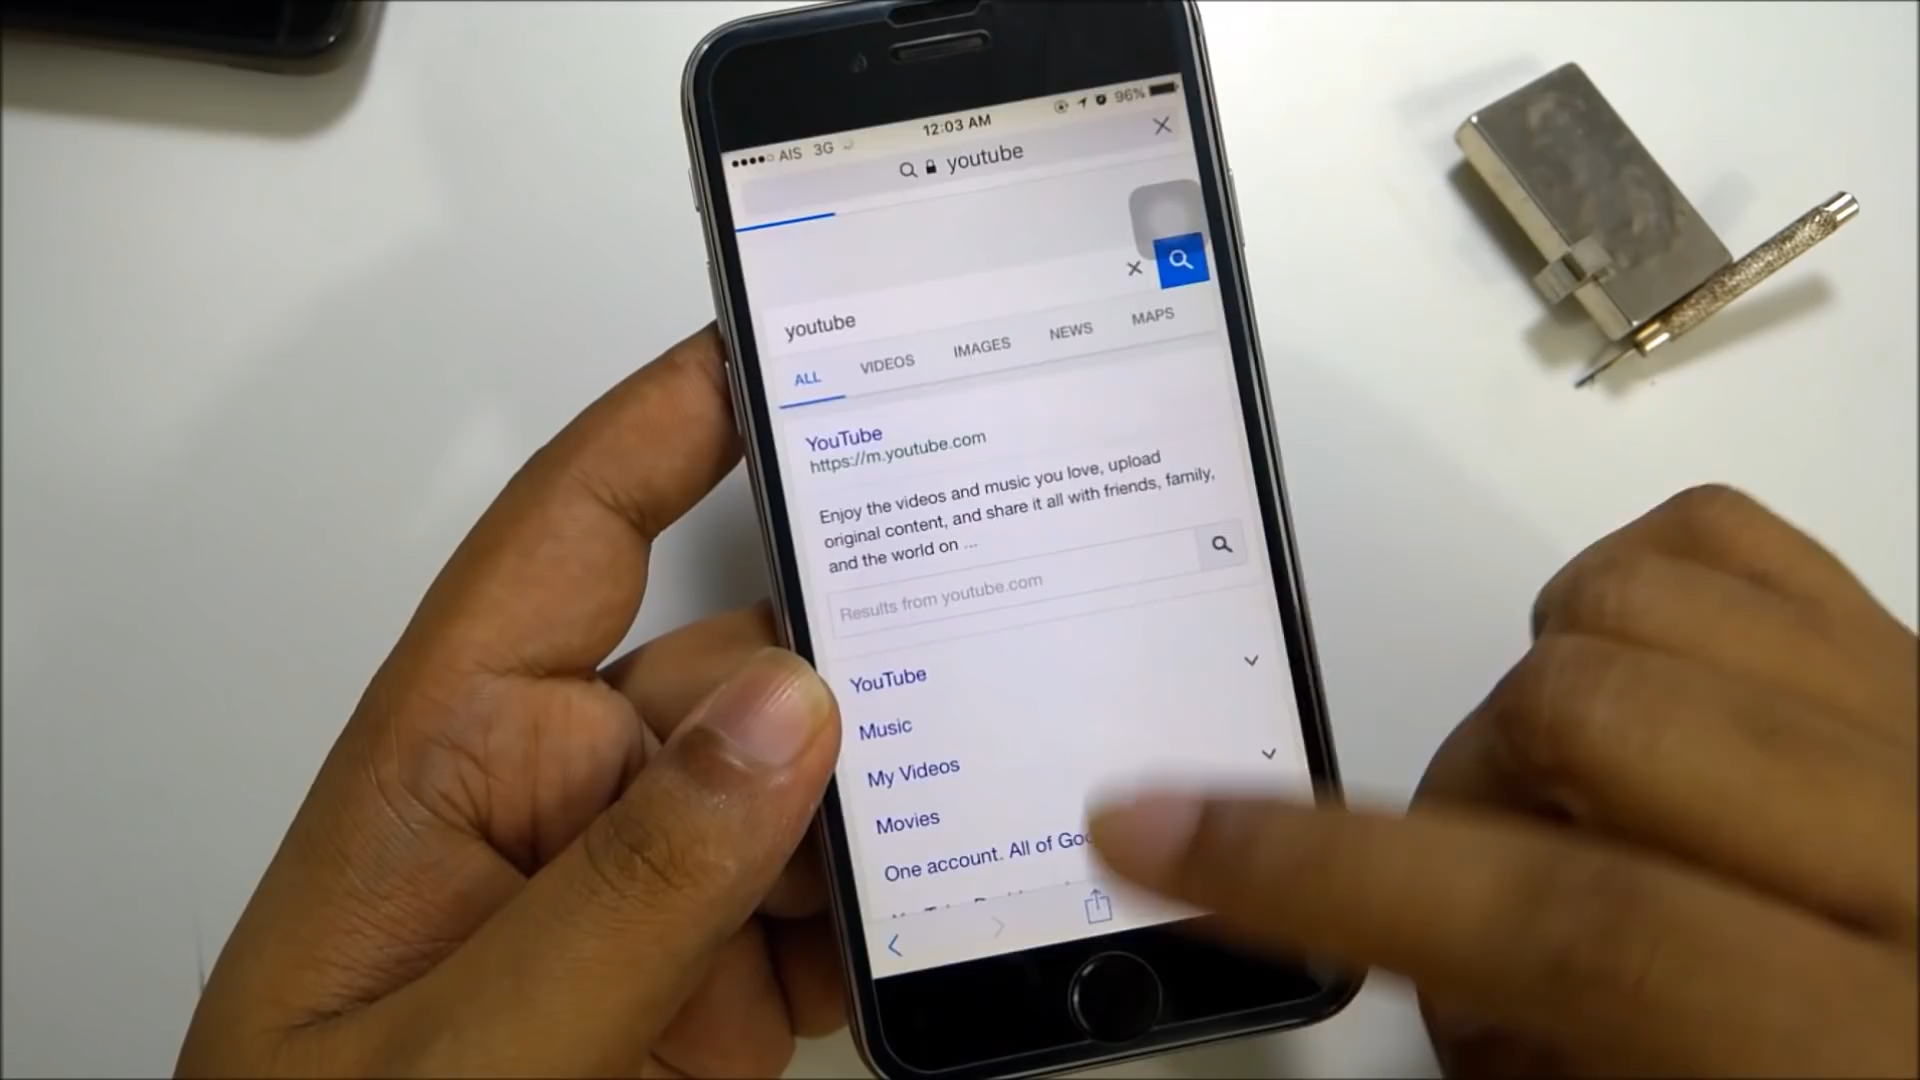 AIS 3G 12:03 AM 96%
youtube
youtube
ALL VIDEOS IMAGES NEWS MAPS
YouTube
https://m.youtube.com
Enjoy the videos and music you love, upload
original content, and share it all with friends, family,
and the world on ...
Results from youtube.com
YouTube
Music
My Videos
Movies
One account. All of